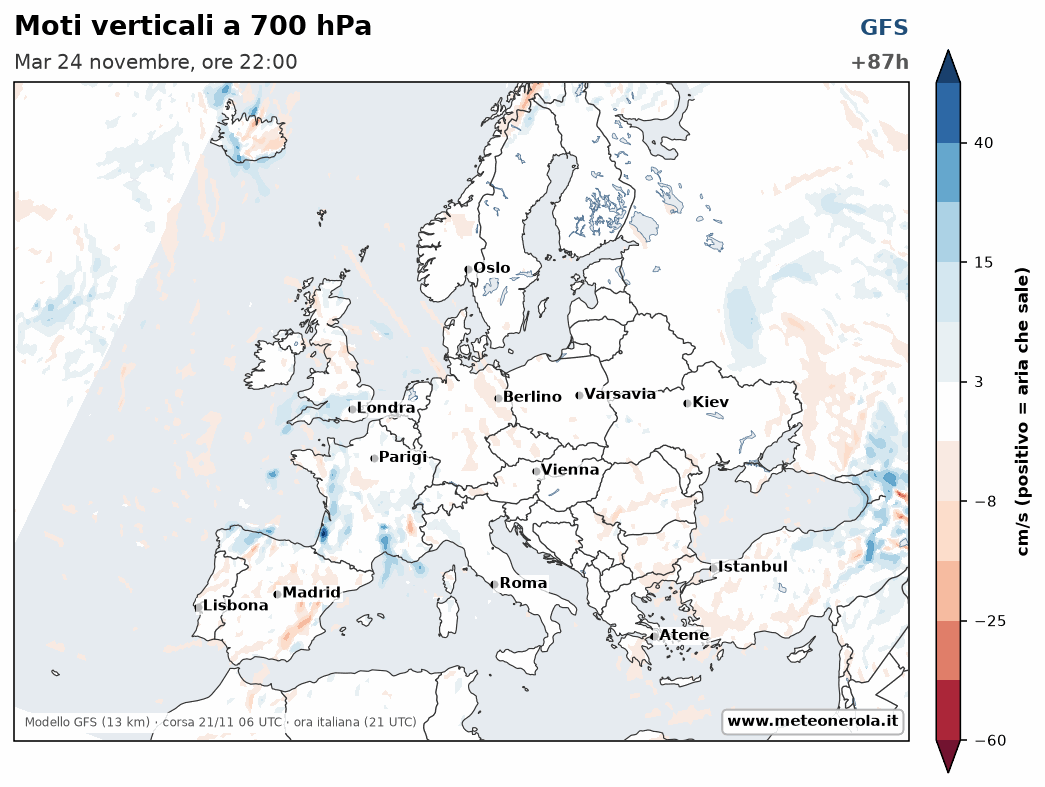 Moti verticali a 700 hPa
GFS
Mar 24 novembre, ore 22:00
+87h
40
15
3
−8
−25
−60
cm/s (positivo = aria che sale)
Oslo
Berlino
Varsavia
Kiev
Londra
Parigi
Vienna
Istanbul
Roma
Madrid
Lisbona
Atene
Modello GFS (13 km) · corsa 21/11 06 UTC · ora italiana (21 UTC)
www.meteonerola.it